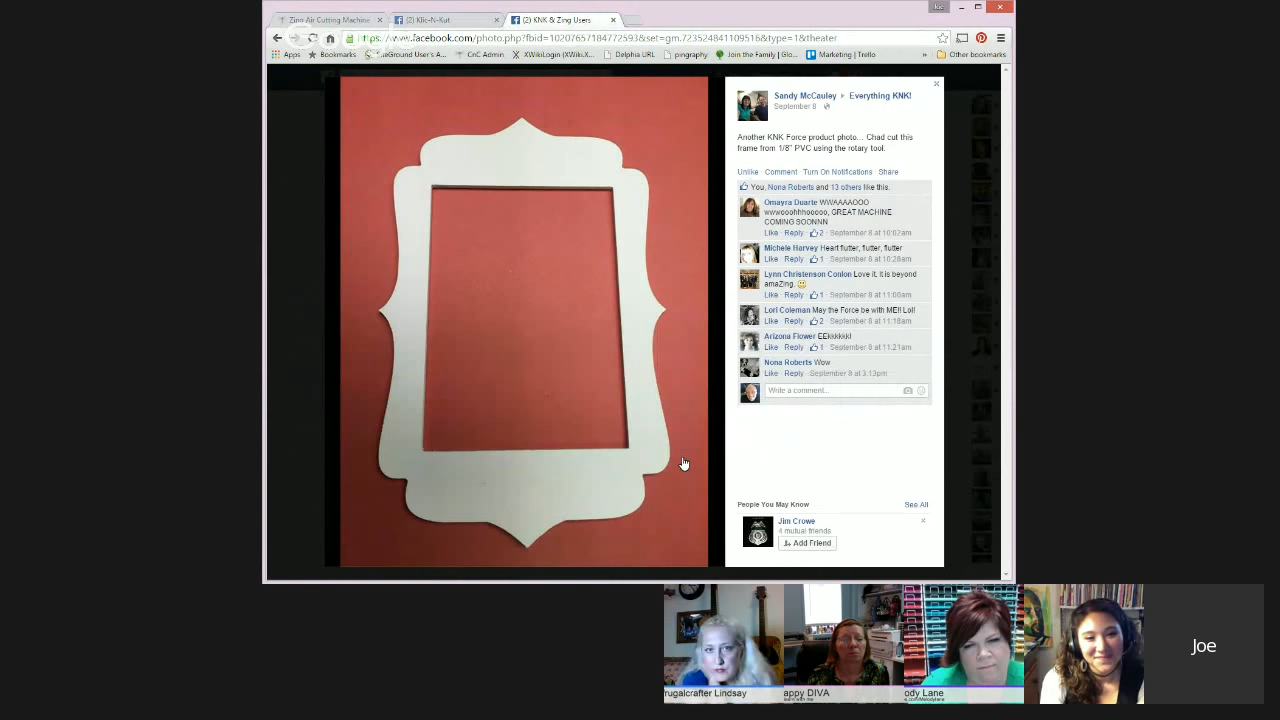 Joe
Zing Air Cutting Machine
(2) Klic-N-Kut
(2) KNK & Zing Users
https://www.facebook.com/photo.php?fbid=10207657184772593&set=gm.723524841109516&type=1&theater
Apps
Bookmarks
User's A...
CnC Admin
XWikiLogin (XWiki.X...
Delphia URL
pngraphy
Join the Family | Glo...
Marketing | Trello
»
Other bookmarks
Sandy McCauley ▸ Everything KNK!
September 8
Another KNK Force product photo... Chad cut this
frame from 1/8" PVC using the rotary tool.
Unlike · Comment · Turn On Notifications · Share
You, Nona Roberts and 13 others like this.
Omayra Duarte WWAAAAOOO
wwwooohhhooooo, GREAT MACHINE
COMING SOONNN
Like · Reply · 2 · September 8 at 10:02am
Michele Harvey Heart flutter, flutter, flutter
Like · Reply · 1 · September 8 at 10:28am
Lynn Christenson Conlon Love it. It is beyond
amaZing.
Like · Reply · 1 · September 8 at 11:06am
Lori Coleman May the Force be with ME!! Lol!
Like · Reply · 2 · September 8 at 11:18am
Arizona Flower EEkkkkkk!
Like · Reply · 1 · September 8 at 11:21am
Nona Roberts Wow
Like · Reply · September 8 at 3:13pm
Write a comment...
People You May Know
See All
Jim Crowe
4 mutual friends
Add Friend
frugalcrafter Lindsay
appy DIVA
ody Lane
Joe